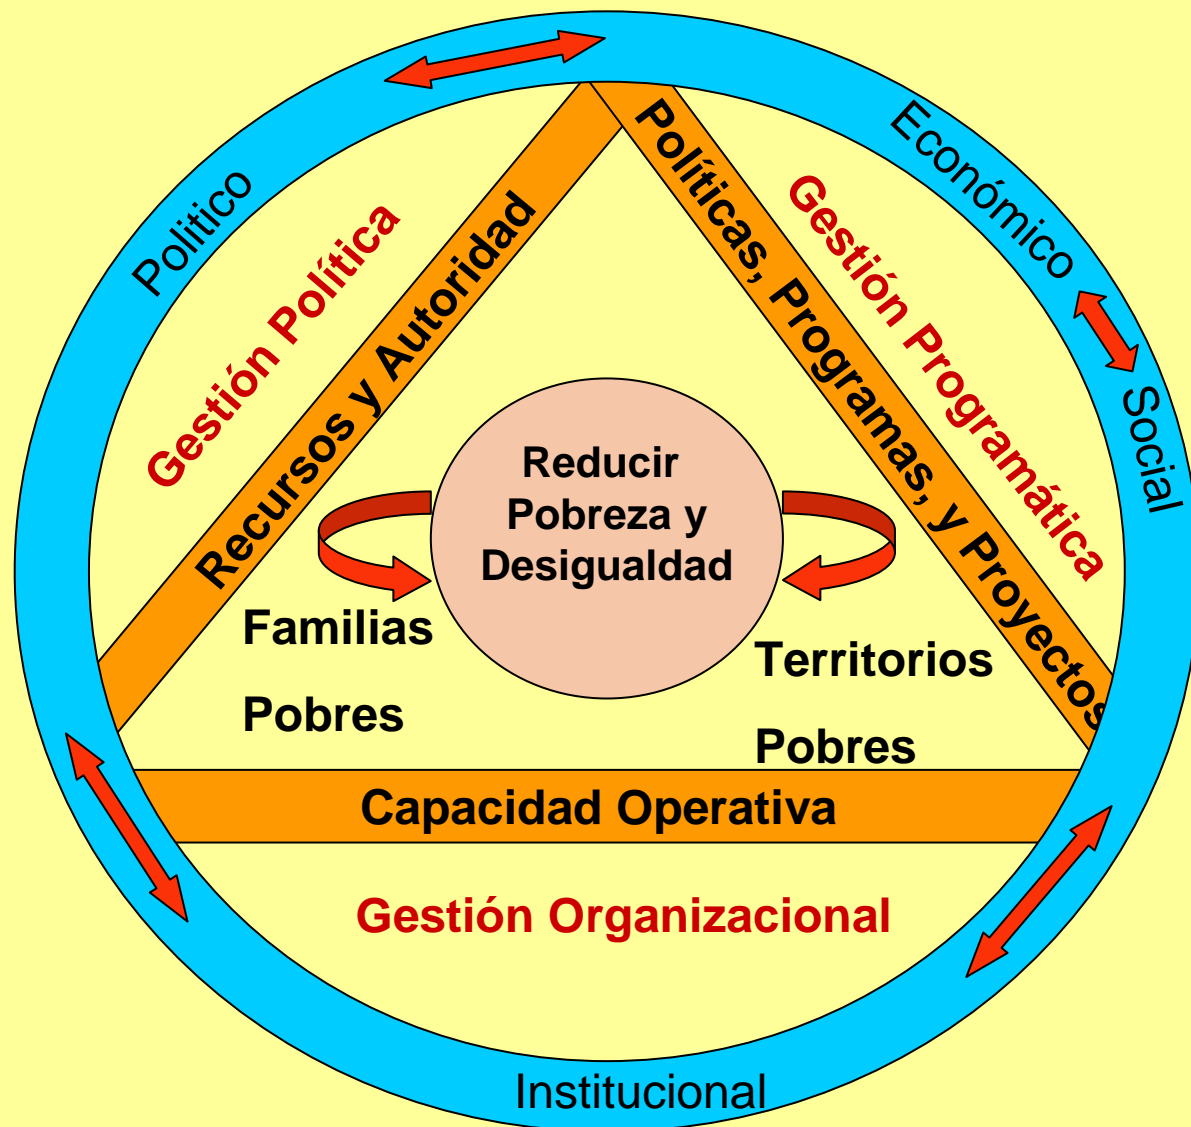 Politico
Económico
Social
Gestión Política
Recursos y Autoridad
Políticas, Programas, y Proyectos
Gestión Programática
Reducir
Pobreza y
Desigualdad
Familias
Pobres
Territorios
Pobres
Capacidad Operativa
Gestión Organizacional
Institucional